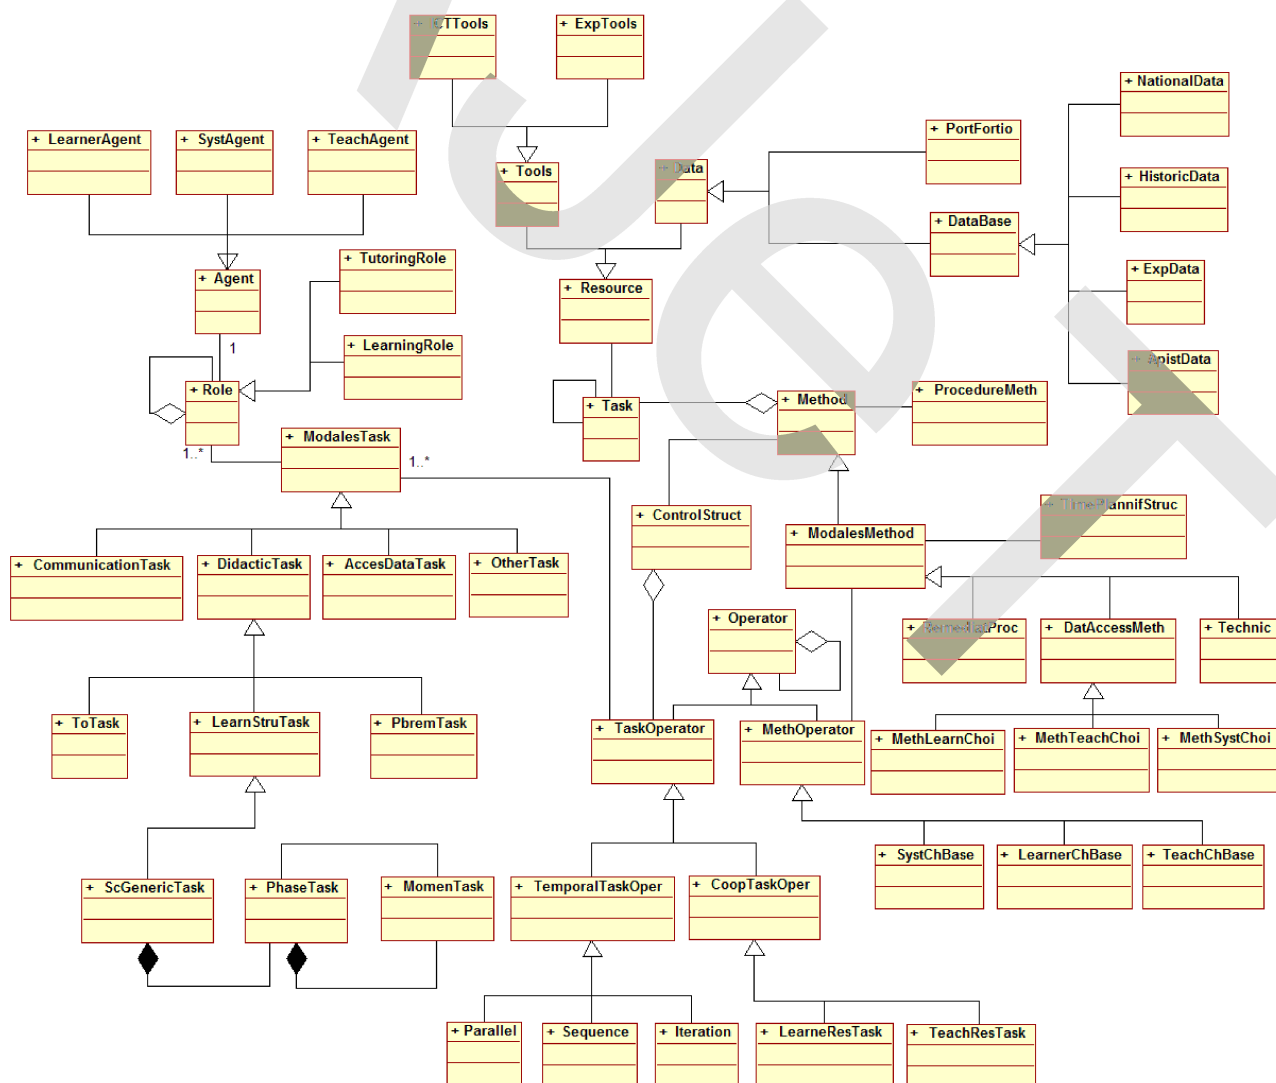 + ICTTools
+ ExpTools
+ NationalData
+ PortFortio
+ LearnerAgent
+ SystAgent
+ TeachAgent
+ Tools
+ Data
+ HistoricData
+ DataBase
+ TutoringRole
+ ExpData
+ Agent
+ Resource
1
+ LearningRole
+ ApistData
+ Role
+ Task
+ Method
+ ProcedureMeth
1..*
+ ModalesTask
1..*
+ ControlStruct
+ TimePlannifStruc
+ ModalesMethod
+ CommunicationTask
+ DidacticTask
+ AccesDataTask
+ OtherTask
+ Operator
+ RemediatProc
+ DatAccessMeth
+ Technic
+ ToTask
+ LearnStruTask
+ PbremTask
+ TaskOperator
+ MethOperator
+ MethLearnChoi
+ MethTeachChoi
+ MethSystChoi
+ SystChBase
+ LearnerChBase
+ TeachChBase
+ ScGenericTask
+ PhaseTask
+ MomenTask
+ TemporalTaskOper
+ CoopTaskOper
+ Parallel
+ Sequence
+ Iteration
+ LearneResTask
+ TeachResTask